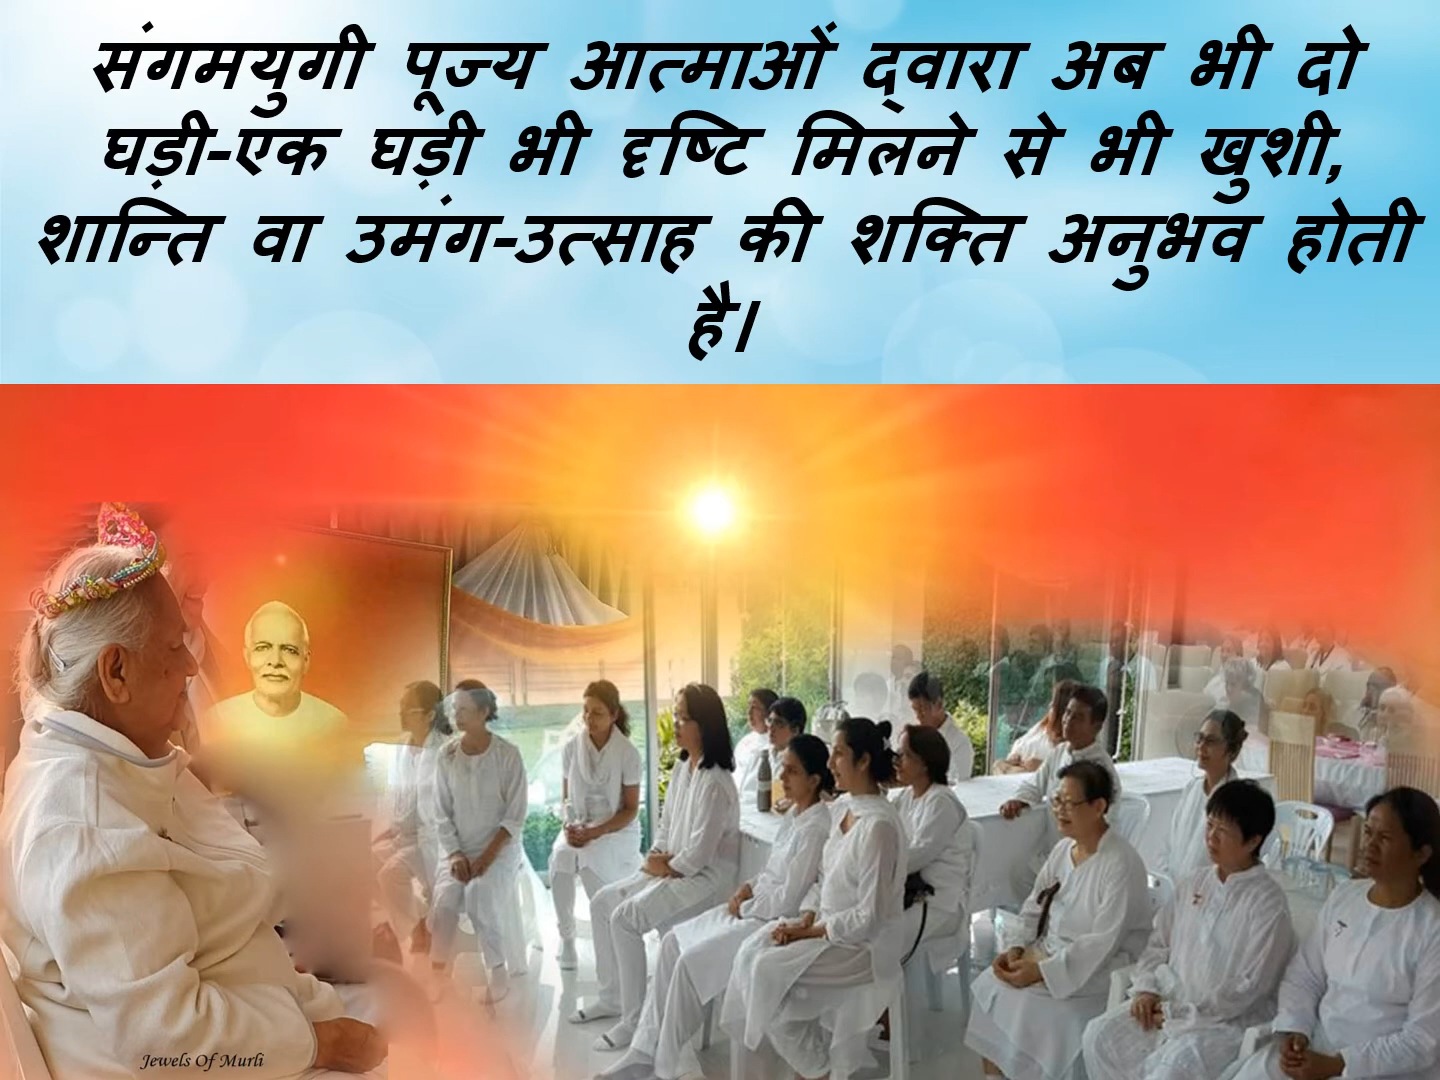 संगमयुगी पूज्य आत्माओं द्वारा अब भी दो
घड़ी-एक घड़ी भी दृष्टि मिलने से भी खुशी,
शान्ति वा उमंग-उत्साह की शक्ति अनुभव होती
है।
Jewels Of Murli